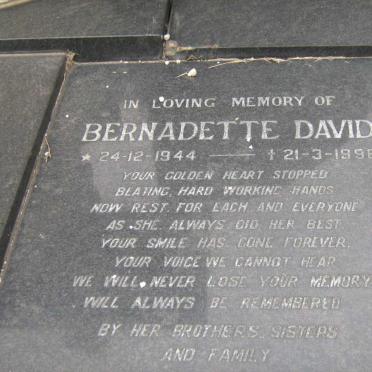 IN LOVING MEMORY OF
BERNADETTE DAVID
* 24-12-1944 — † 21-3-1998
YOUR GOLDEN HEART STOPPED
BEATING, HARD WORKING HANDS
NOW REST. FOR EACH AND EVERYONE
AS SHE ALWAYS DID HER BEST
YOUR SMILE HAS GONE FOREVER,
YOUR VOICE WE CANNOT HEAR
WE WILL NEVER LOSE YOUR MEMORY
WILL ALWAYS BE REMEMBERED
BY HER BROTHERS, SISTERS
AND FAMILY